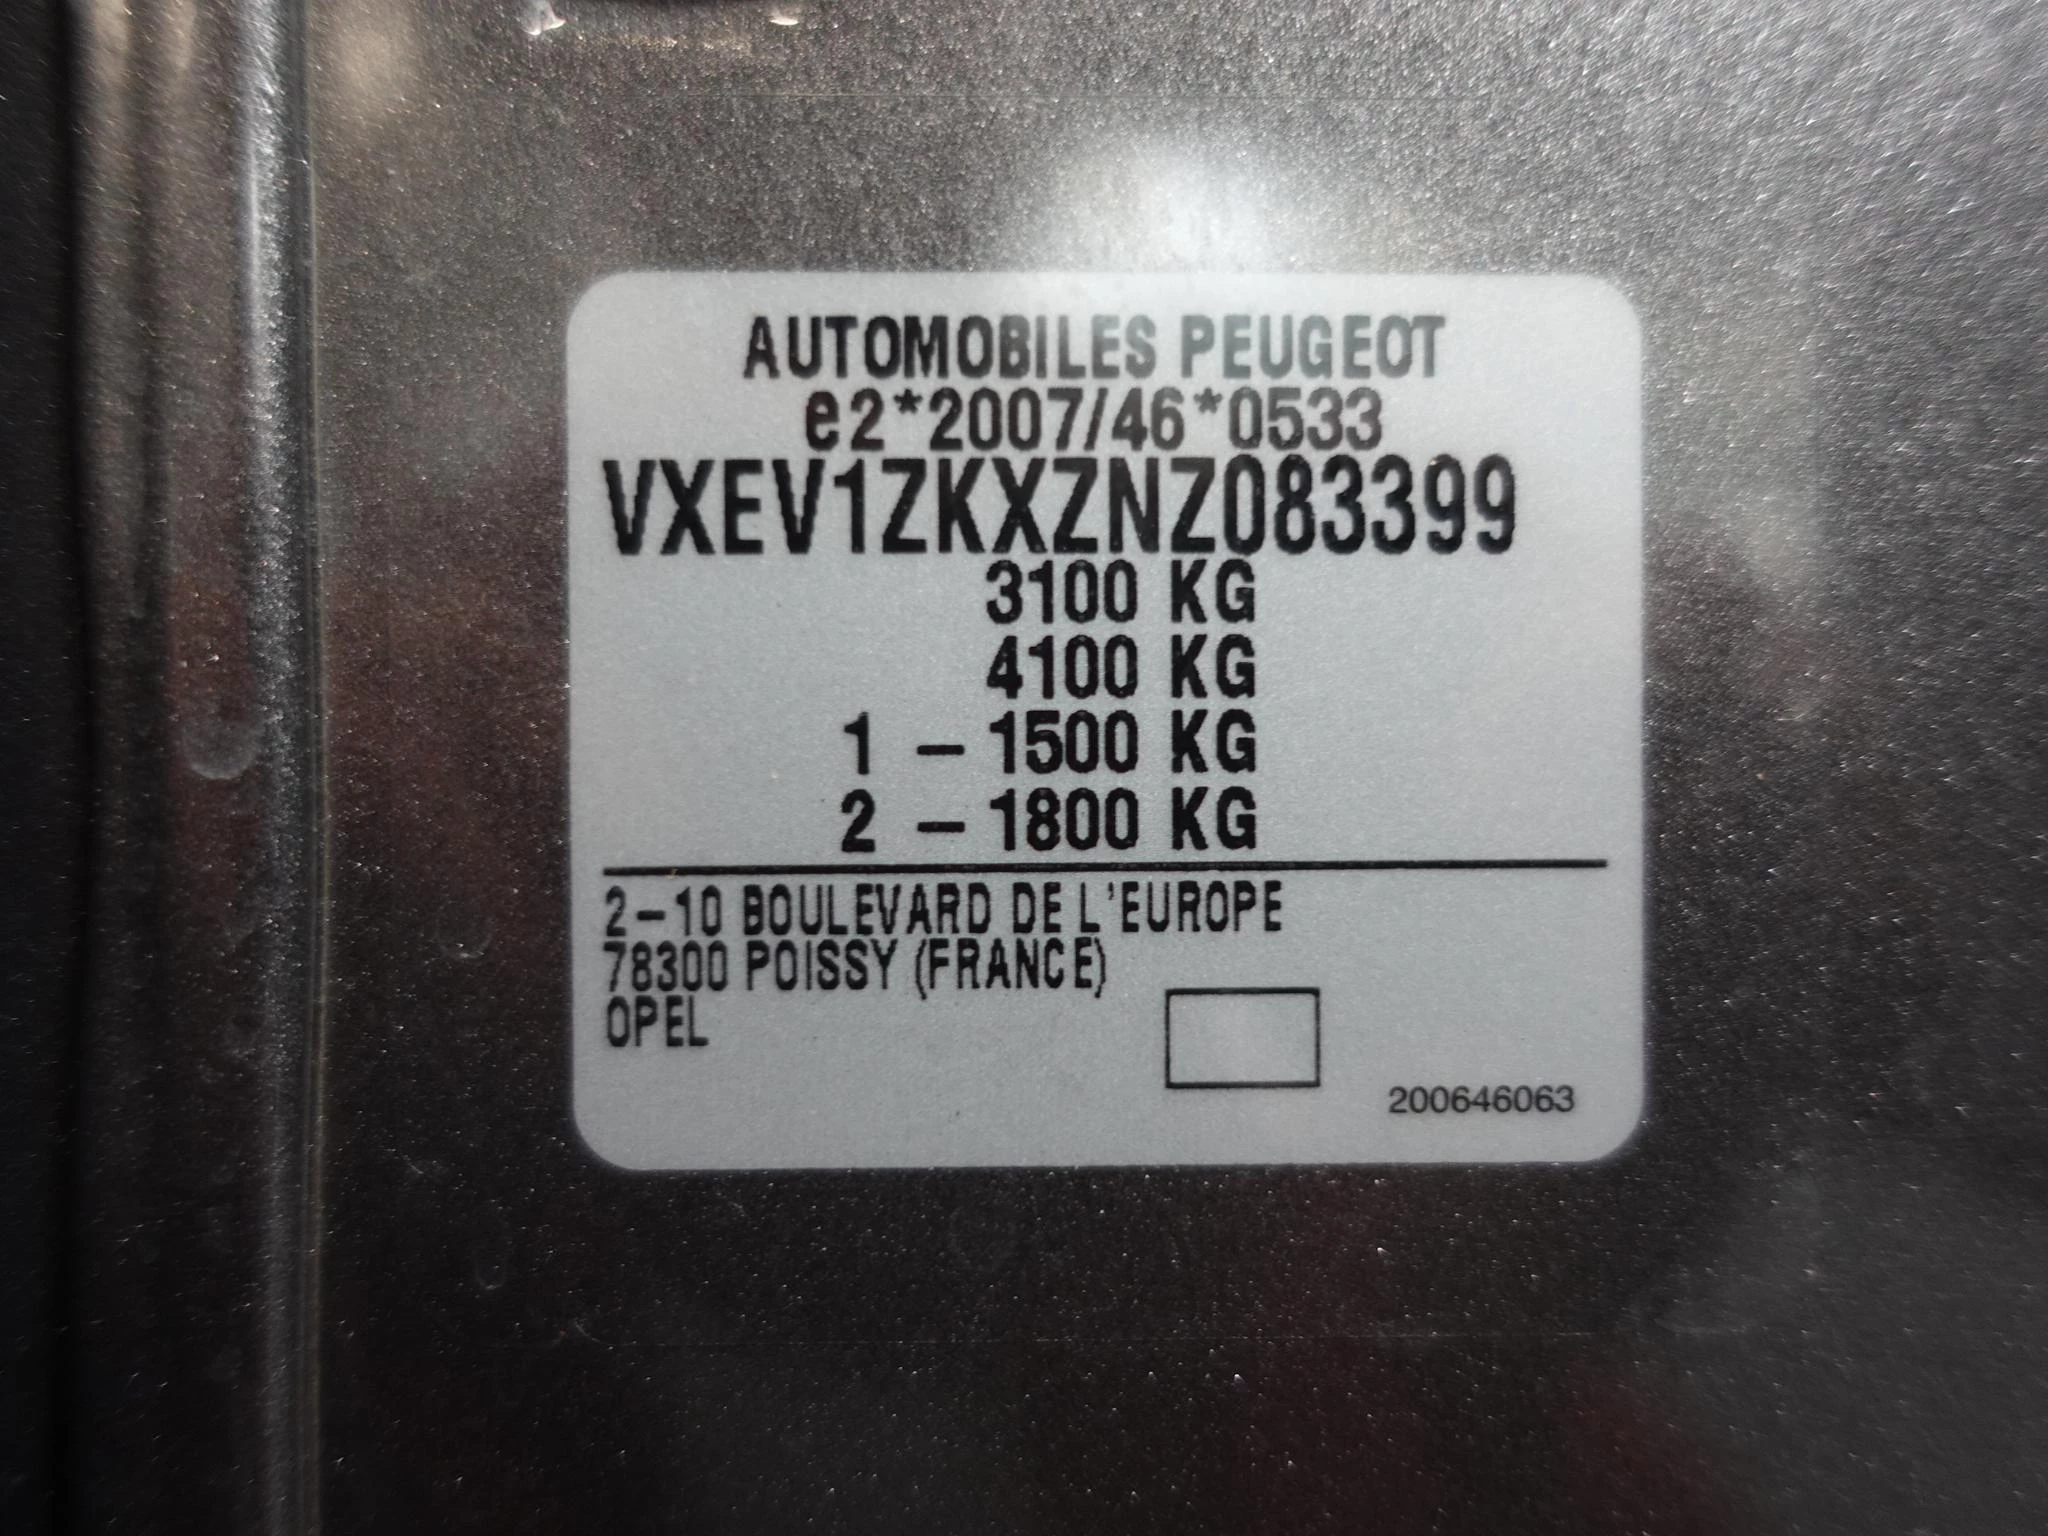 AUTOMOBILES PEUGEOT
e2*2007/46*0533
VXEV1ZKXZNZ083399
3100 KG
4100 KG
1 - 1500 KG
2 - 1800 KG
2-10 BOULEVARD DE L'EUROPE
78300 POISSY (FRANCE)
OPEL
200646063